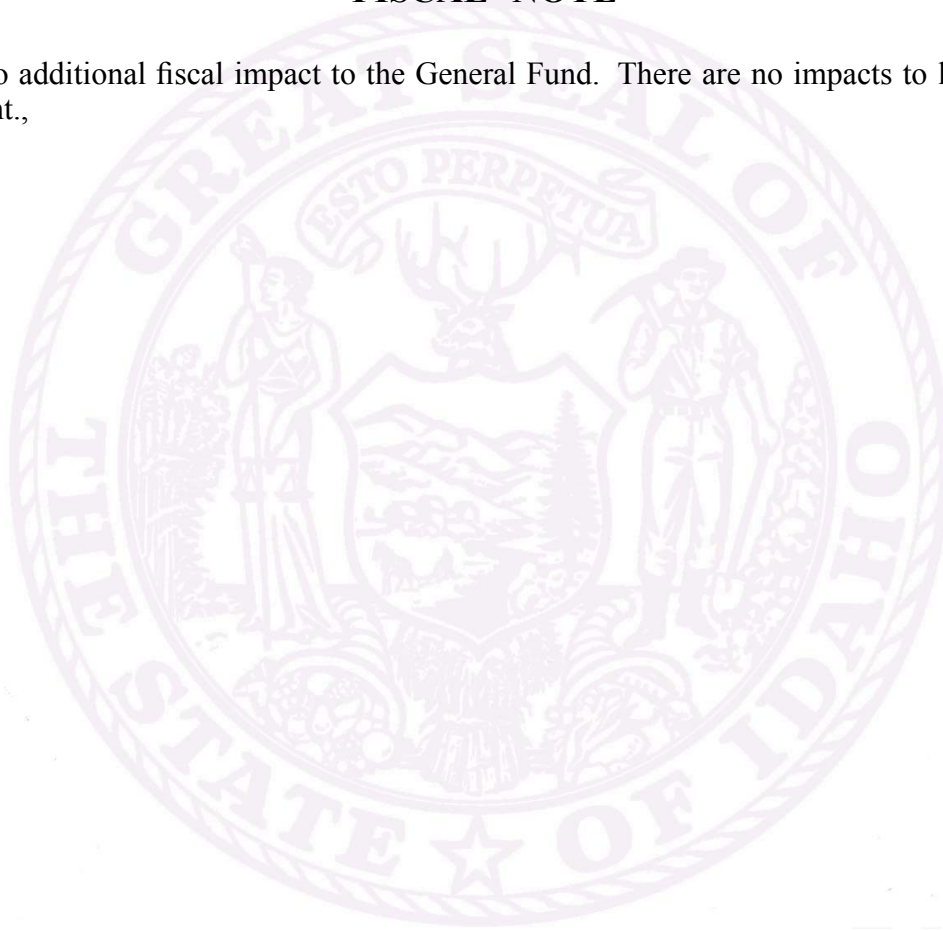 FISCAL NOTE
additional fiscal impact to the General Fund. There are no impacts to
GREAT SEAL OF
ESTO PERPETUA
THE STATE OF IDAHO